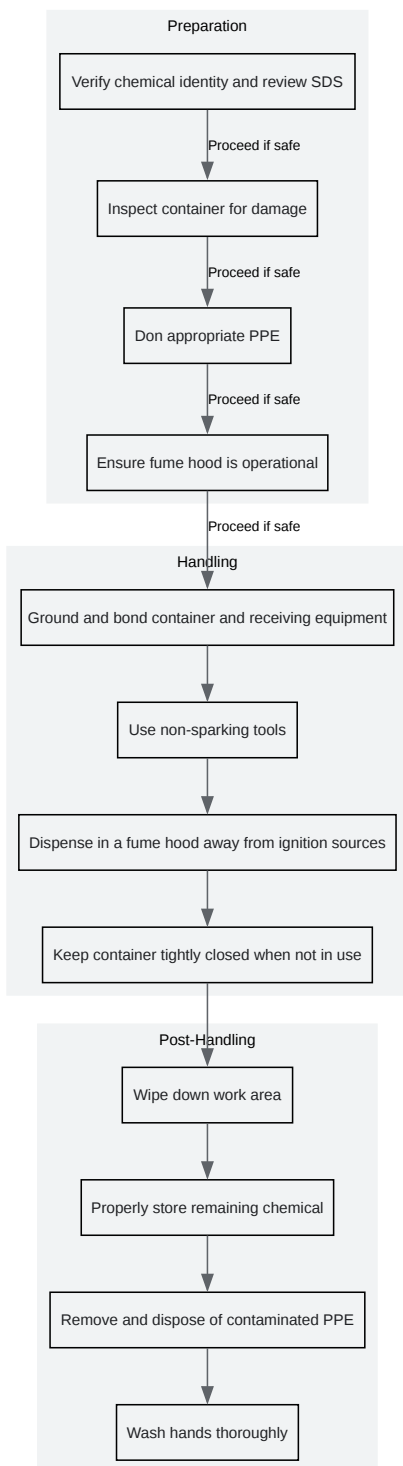 Preparation
Verify chemical identity and review SDS
Proceed if safe
Inspect container for damage
Proceed if safe
Don appropriate PPE
Proceed if safe
Ensure fume hood is operational
Proceed if safe
Handling
Ground and bond container and receiving equipment
Use non-sparking tools
Dispense in a fume hood away from ignition sources
Keep container tightly closed when not in use
Post-Handling
Wipe down work area
Properly store remaining chemical
Remove and dispose of contaminated PPE
Wash hands thoroughly